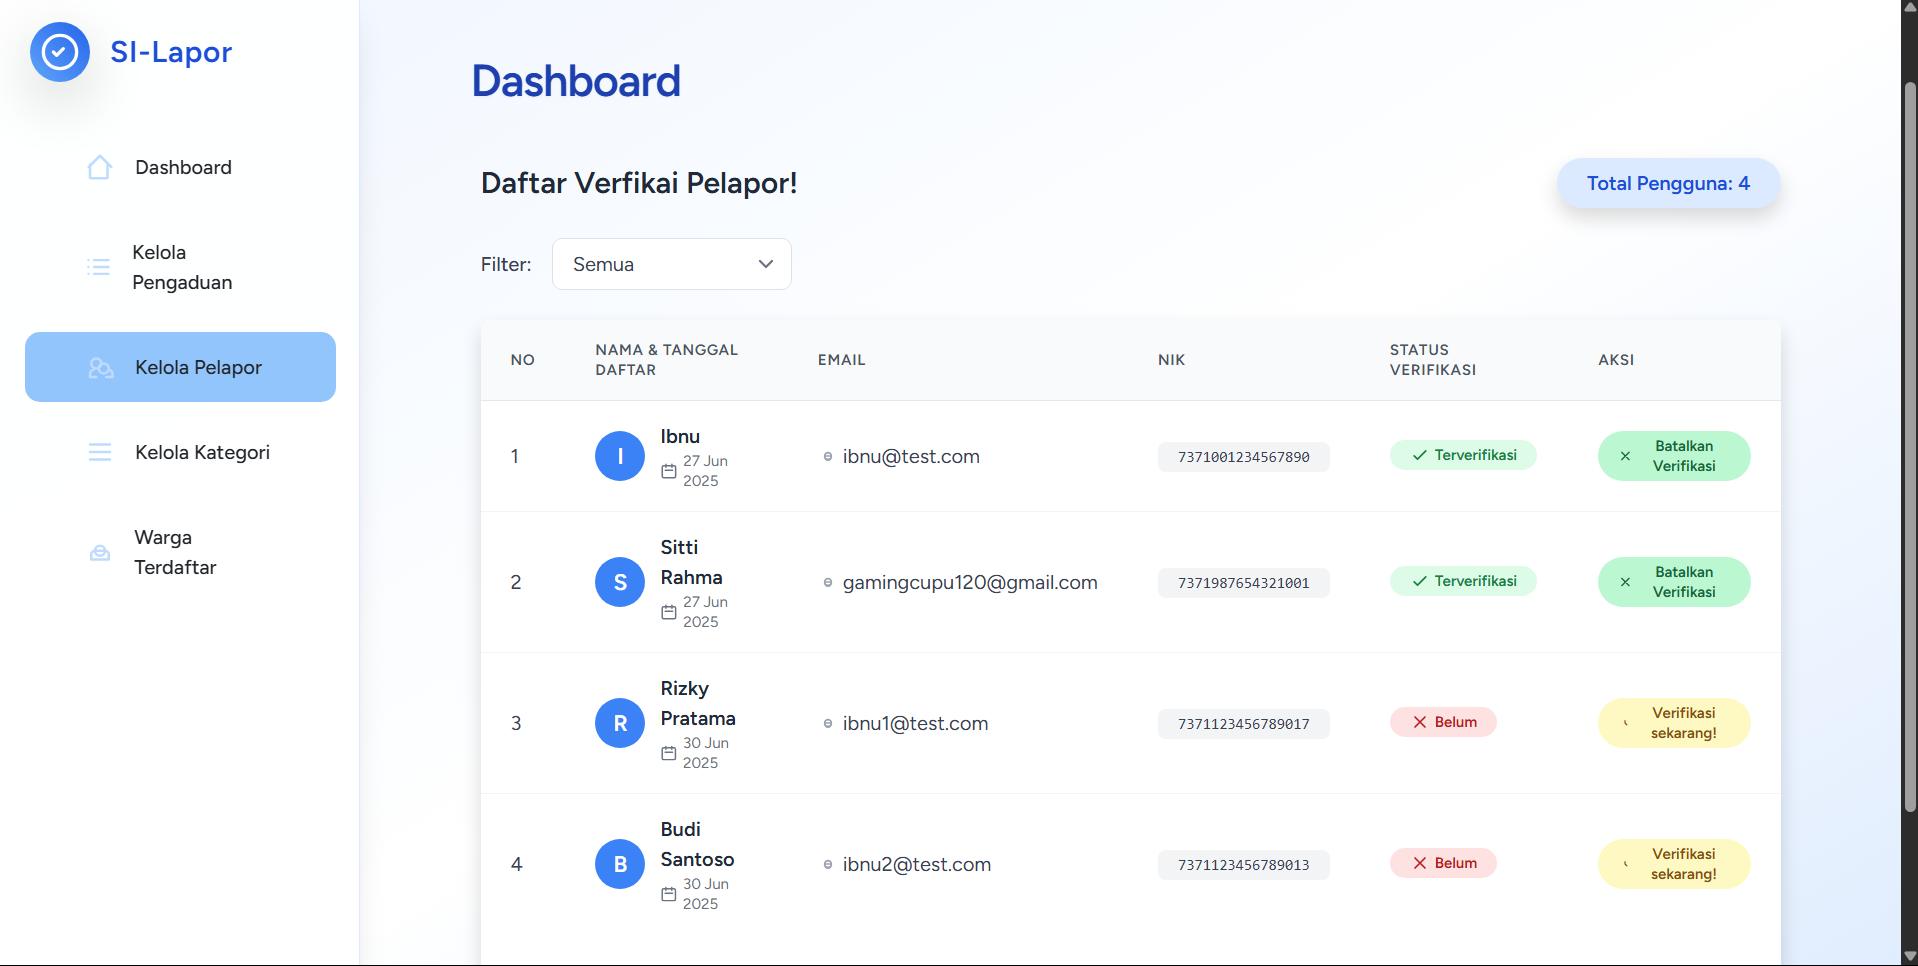 SI-Lapor
Dashboard
Kelola
Pengaduan
Kelola Pelapor
Kelola Kategori
Warga
Terdaftar
Dashboard
Daftar Verfikai Pelapor!
Total Pengguna: 4
Filter:
Semua
NO
NAMA & TANGGAL
DAFTAR
EMAIL
NIK
STATUS
VERIFIKASI
AKSI
1
I
Ibnu
27 Jun
2025
ibnu@test.com
7371001234567890
Terverifikasi
Batalkan
Verifikasi
2
S
Sitti
Rahma
27 Jun
2025
gamingcupu120@gmail.com
7371987654321001
Terverifikasi
Batalkan
Verifikasi
3
R
Rizky
Pratama
30 Jun
2025
ibnu1@test.com
7371123456789017
Belum
Verifikasi
sekarang!
4
B
Budi
Santoso
30 Jun
2025
ibnu2@test.com
7371123456789013
Belum
Verifikasi
sekarang!